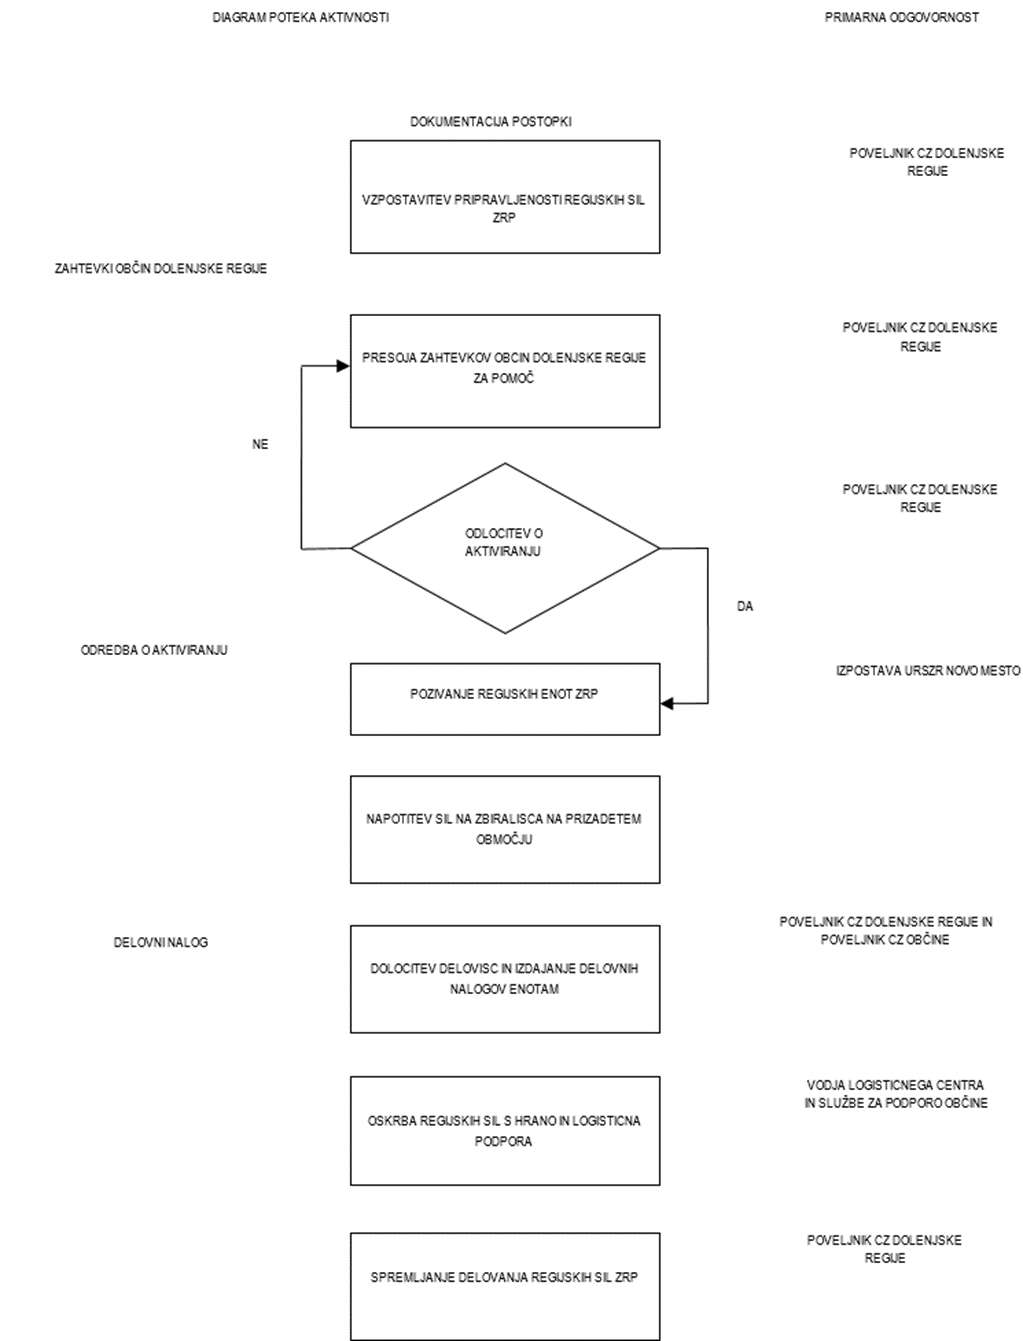 DIAGRAM POTEKA AKTIVNOSTI
PRIMARNA ODGOVORNOST
DOKUMENTACIJA POSTOPKI
VZPOSTAVITEV PRIPRAVLJENOSTI REGIJSKIH SIL
ZRP
POVELJNIK CZ DOLENJSKE
REGIJE
ZAHTEVKI OBČIN DOLENJSKE REGIJE
PRESOJA ZAHTEVKOV OBCIN DOLENJSKE REGIJE
ZA POMOČ
POVELJNIK CZ DOLENJSKE
REGIJE
NE
ODLOCITEV O
AKTIVIRANJU
POVELJNIK CZ DOLENJSKE
REGIJE
DA
ODREDBA O AKTIVIRANJU
POZIVANJE REGIJSKIH ENOT ZRP
IZPOSTAVA URSZR NOVO MESTO
NAPOTITEV SIL NA ZBIRALISCA NA PRIZADETEM
OBMOČJU
DELOVNI NALOG
DOLOCITEV DELOVISC IN IZDAJANJE DELOVNIH
NALOGOV ENOTAM
POVELJNIK CZ DOLENJSKE REGIJE IN
POVELJNIK CZ OBČINE
OSKRBA REGIJSKIH SIL S HRANO IN LOGISTICNA
PODPORA
VODJA LOGISTICNEGA CENTRA
IN SLUŽBE ZA PODPORO OBČINE
SPREMLJANJE DELOVANJA REGIJSKIH SIL ZRP
POVELJNIK CZ DOLENJSKE
REGIJE